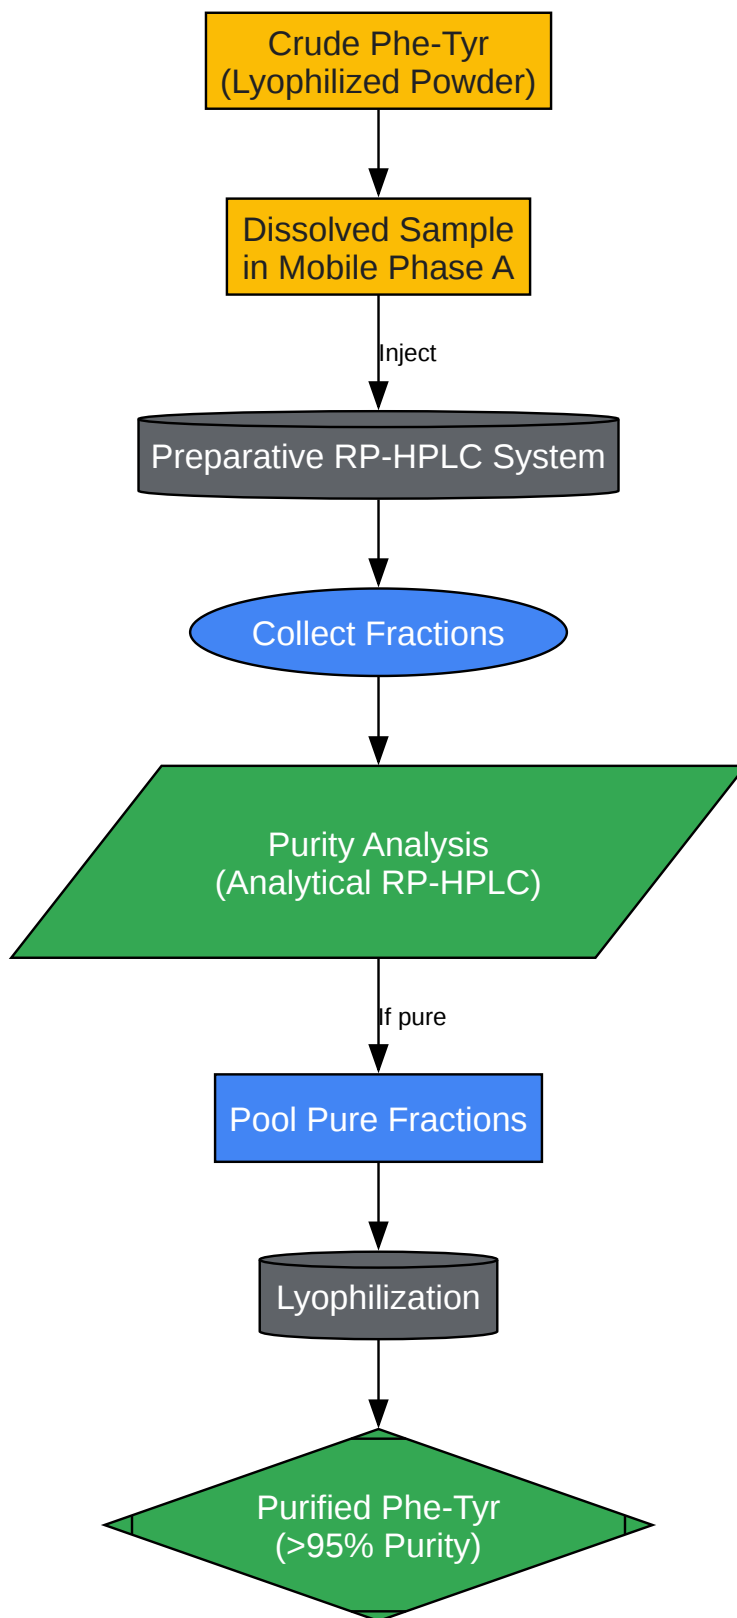 Crude Phe-Tyr
(Lyophilized Powder)
Dissolved Sample
in Mobile Phase A
Inject
Preparative RP-HPLC System
Collect Fractions
Purity Analysis
(Analytical RP-HPLC)
If pure
Pool Pure Fractions
Lyophilization
Purified Phe-Tyr
(>95% Purity)